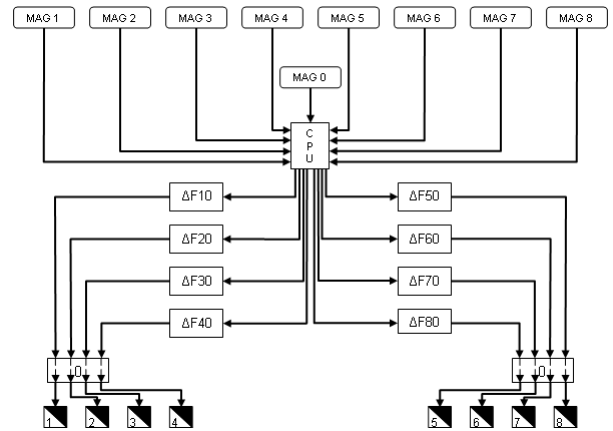 MAG 1
MAG 2
MAG 3
MAG 4
MAG 5
MAG 6
MAG 7
MAG 8
MAG 0
C
P
U
ΔF10
ΔF50
ΔF20
ΔF60
ΔF30
ΔF70
ΔF40
ΔF80
0
0
1
2
3
4
5
6
7
8